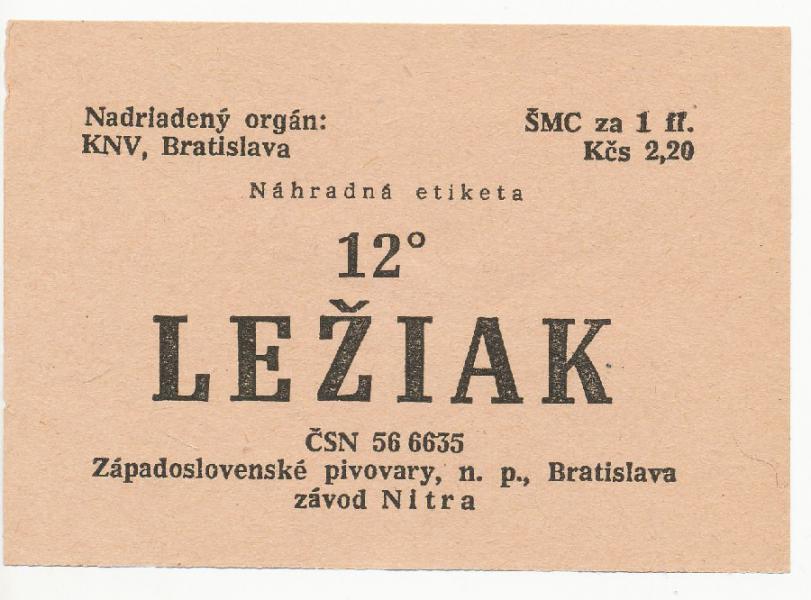 Nadriadený orgán:
KNV, Bratislava
ŠMC za 1 fľ.
Kčs 2,20
Náhradná etiketa
12°
LEŽIAK
ČSN 56 6635
Západoslovenské pivovary, n. p., Bratislava
závod Nitra